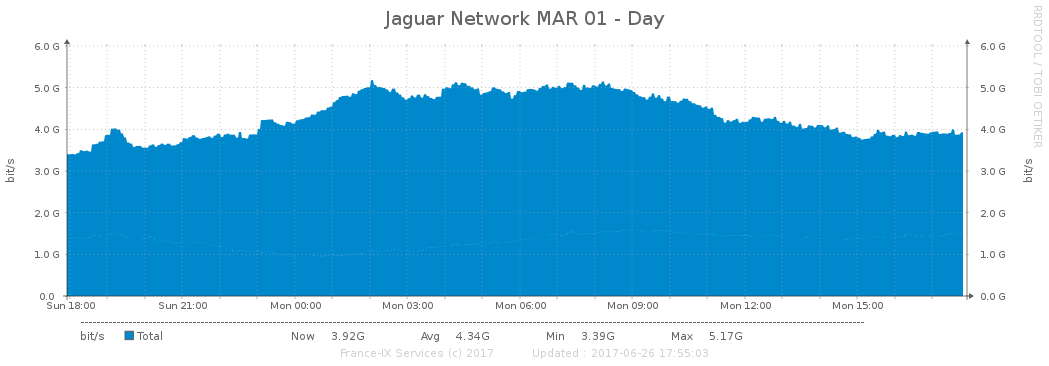 Jaguar Network MAR 01 - Day
RRDTOOL / TOBI OETIKER
bit/s
6.0 G
5.0 G
4.0 G
3.0 G
2.0 G
1.0 G
0.0
6.0 G
5.0 G
4.0 G
3.0 G
2.0 G
1.0 G
0.0 G
bit/s
Sun 18:00 Sun 21:00 Mon 00:00 Mon 03:00 Mon 06:00 Mon 09:00 Mon 12:00 Mon 15:00
bit/s Total Now 3.92G Avg 4.34G Min 3.39G Max 5.17G
France-IX Services (c) 2017 Updated : 2017-06-26 17:55:03